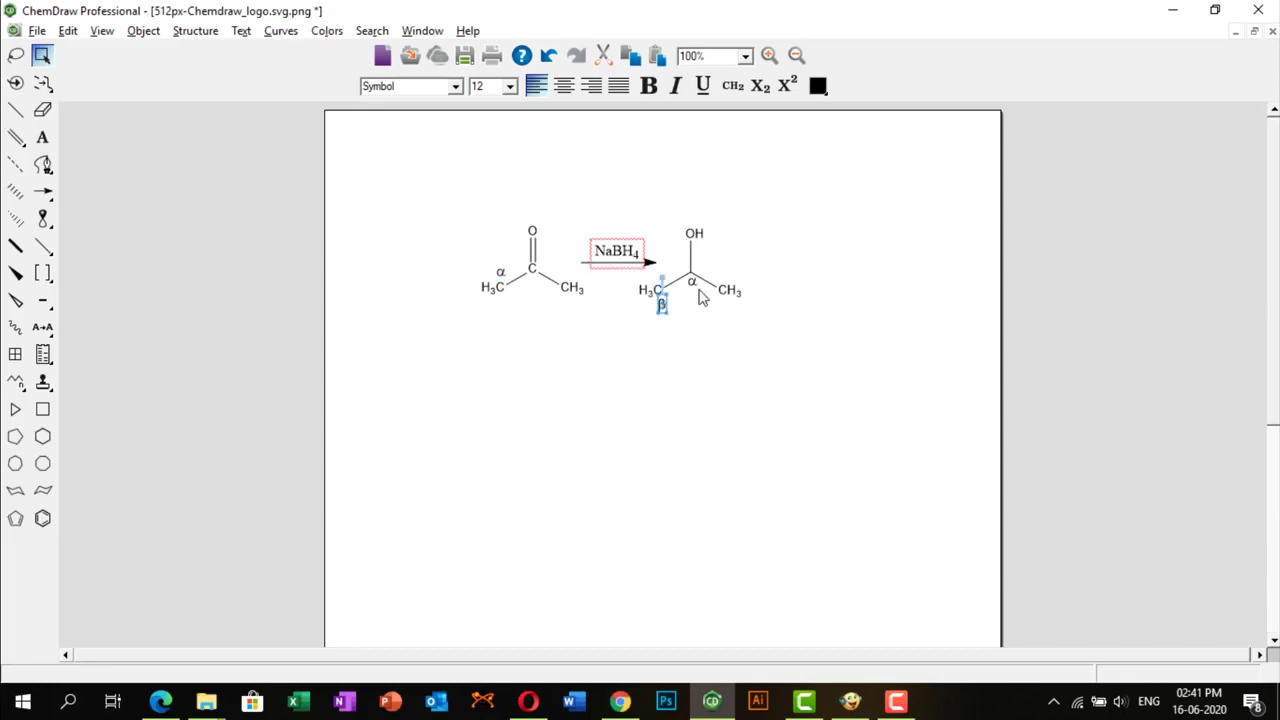 ChemDraw Professional - [512px-Chemdraw_logo.svg.png *]
File Edit View Object Structure Text Curves Colors Search Window Help
100%
Symbol 12 B I U CH2 X2 X2
A
A→A
O
C
α
H3C CH3
NaBH4
OH
α
H3C CH3
β
ENG
02:41 PM
16-06-2020
8